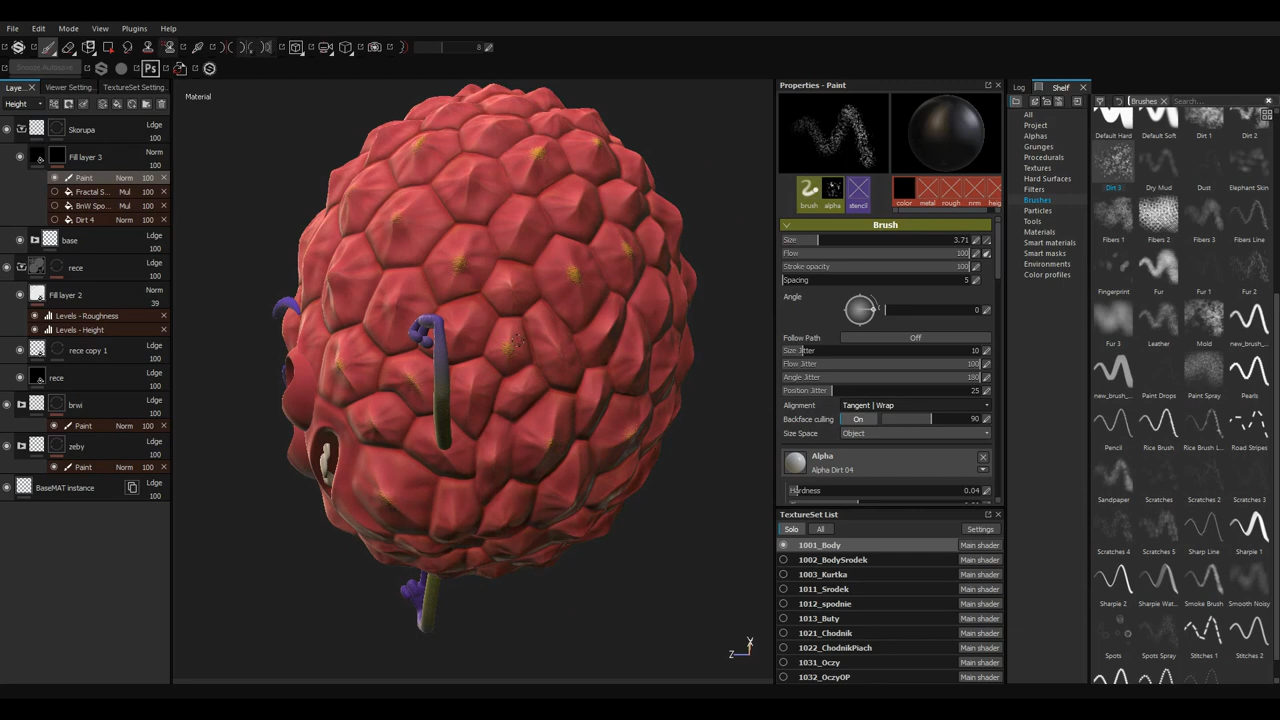 File Edit Mode View Plugins Help
8
Ps
Laye... Viewer Setting... TextureSet Setting...
Height
Skorupa Ldge 100
Fill layer 3 Norm 100
Paint Norm 100
Fractal S... Mul 100
BnW Spo... Mul 100
Dirt 4 Mul 100
base Ldge 100
rece Ldge 100
Fill layer 2 Norm 39
Levels - Roughness
Levels - Height
rece copy 1 Ldge 100
rece Ldge 100
brwi Ldge 100
Paint Norm 100
zeby Ldge 100
Paint Norm 100
BaseMAT instance Ldge 100
Material
Y
Z
Properties - Paint
brush alpha stencil color metal rough nrm heig
Brush
Size 3.71
Flow 100
Stroke opacity 100
Spacing 5
Angle 0
Follow Path Off
Size Jitter 10
Flow Jitter 100
Angle Jitter 180
Position Jitter 25
Alignment Tangent | Wrap
Backface culling On 90
Size Space Object
Alpha
Alpha Dirt 04
Hardness 0.04
TextureSet List
Solo All Settings
1001_Body Main shader
1002_BodySrodek Main shader
1003_Kurtka Main shader
1011_Srodek Main shader
1012_spodnie Main shader
1013_Buty Main shader
1021_Chodnik Main shader
1022_ChodnikPiach Main shader
1031_Oczy Main shader
1032_OczyOP Main shader
Log Shelf
Brushes Search...
All
Project
Alphas
Grunges
Procedurals
Textures
Hard Surfaces
Filters
Brushes
Particles
Tools
Materials
Smart materials
Smart masks
Environments
Color profiles
Default Hard Default Soft Dirt 1 Dirt 2
Dirt 3 Dry Mud Dust Elephant Skin
Fibers 1 Fibers 2 Fibers 3 Fibers Line
Fingerprint Fur Fur 1 Fur 2
Fur 3 Leather Mold new_brush_...
new_brush_... Paint Drops Paint Spray Pearls
Pencil Rice Brush Rice Brush L... Road Stripes
Sandpaper Scratches Scratches 2 Scratches 3
Scratches 4 Scratches 5 Sharp Line Sharpie 1
Sharpie 2 Sharpie Wat... Smoke Brush Smooth Noisy
Spots Spots Spray Stitches 1 Stitches 2